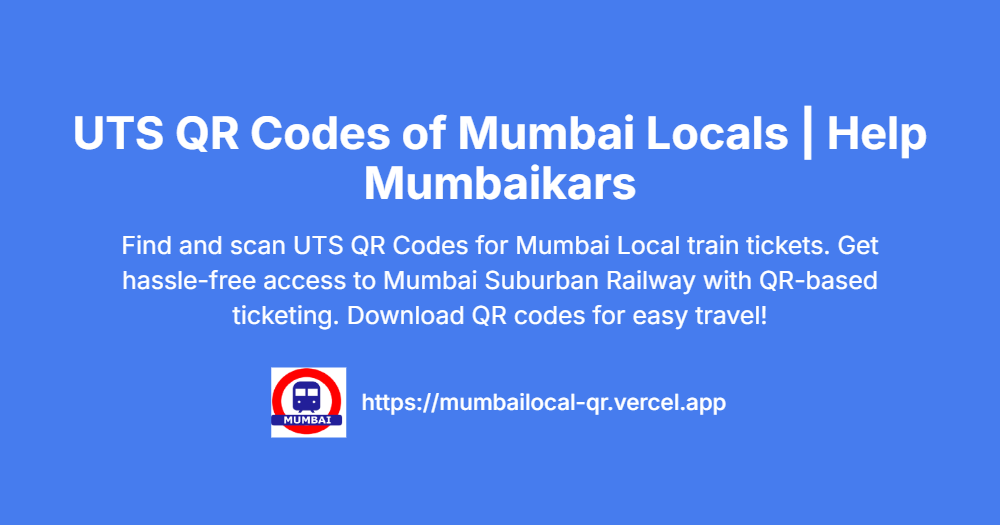 UTS QR Codes of Mumbai Locals | Help
Mumbaikars
Find and scan UTS QR Codes for Mumbai Local train tickets. Get
hassle-free access to Mumbai Suburban Railway with QR-based
ticketing. Download QR codes for easy travel!
MUMBAI
https://mumbailocal-qr.vercel.app